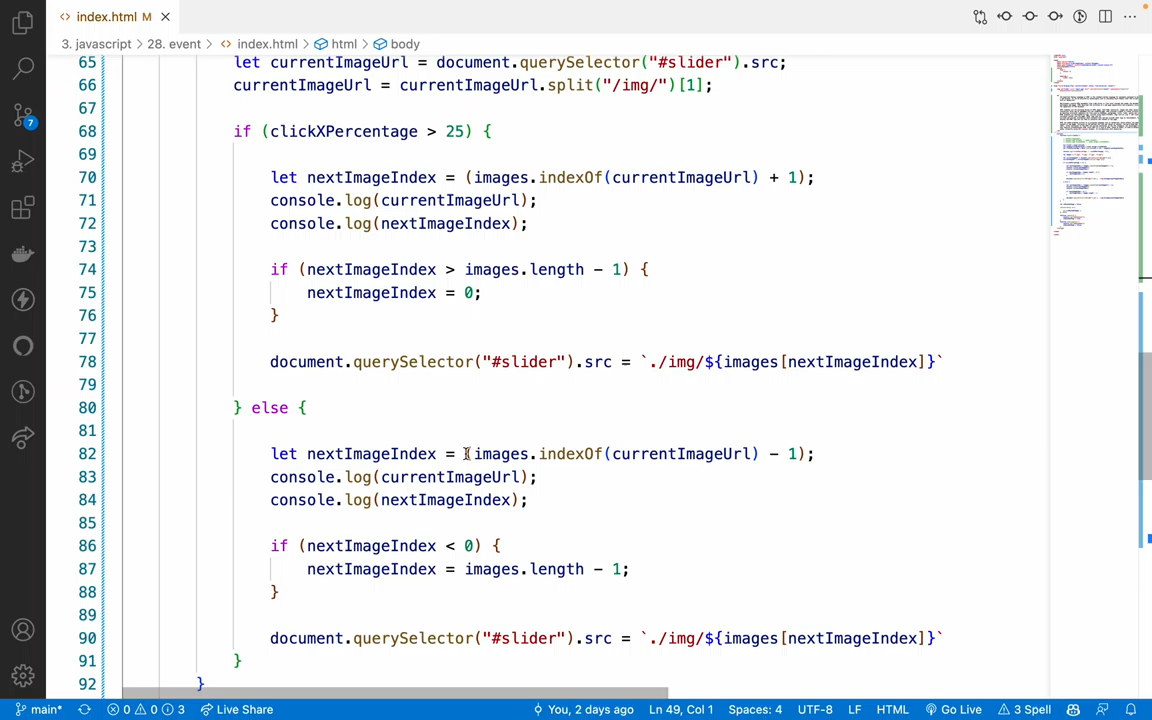 index.html M
3. javascript > 28. event > index.html > html > body
65 let currentImageUrl = document.querySelector("#slider").src;
66 currentImageUrl = currentImageUrl.split("/img/")[1];
67
68 if (clickXPercentage > 25) {
69
70 let nextImageIndex = (images.indexOf(currentImageUrl) + 1);
71 console.log(currentImageUrl);
72 console.log(nextImageIndex);
73
74 if (nextImageIndex > images.length - 1) {
75 nextImageIndex = 0;
76 }
77
78 document.querySelector("#slider").src = `./img/${images[nextImageIndex]}`
79
80 } else {
81
82 let nextImageIndex = (images.indexOf(currentImageUrl) - 1);
83 console.log(currentImageUrl);
84 console.log(nextImageIndex);
85
86 if (nextImageIndex < 0) {
87 nextImageIndex = images.length - 1;
88 }
89
90 document.querySelector("#slider").src = `./img/${images[nextImageIndex]}`
91 }
92 }
7
main* 0 0 3 Live Share You, 2 days ago Ln 49, Col 1 Spaces: 4 UTF-8 LF HTML Go Live 3 Spell